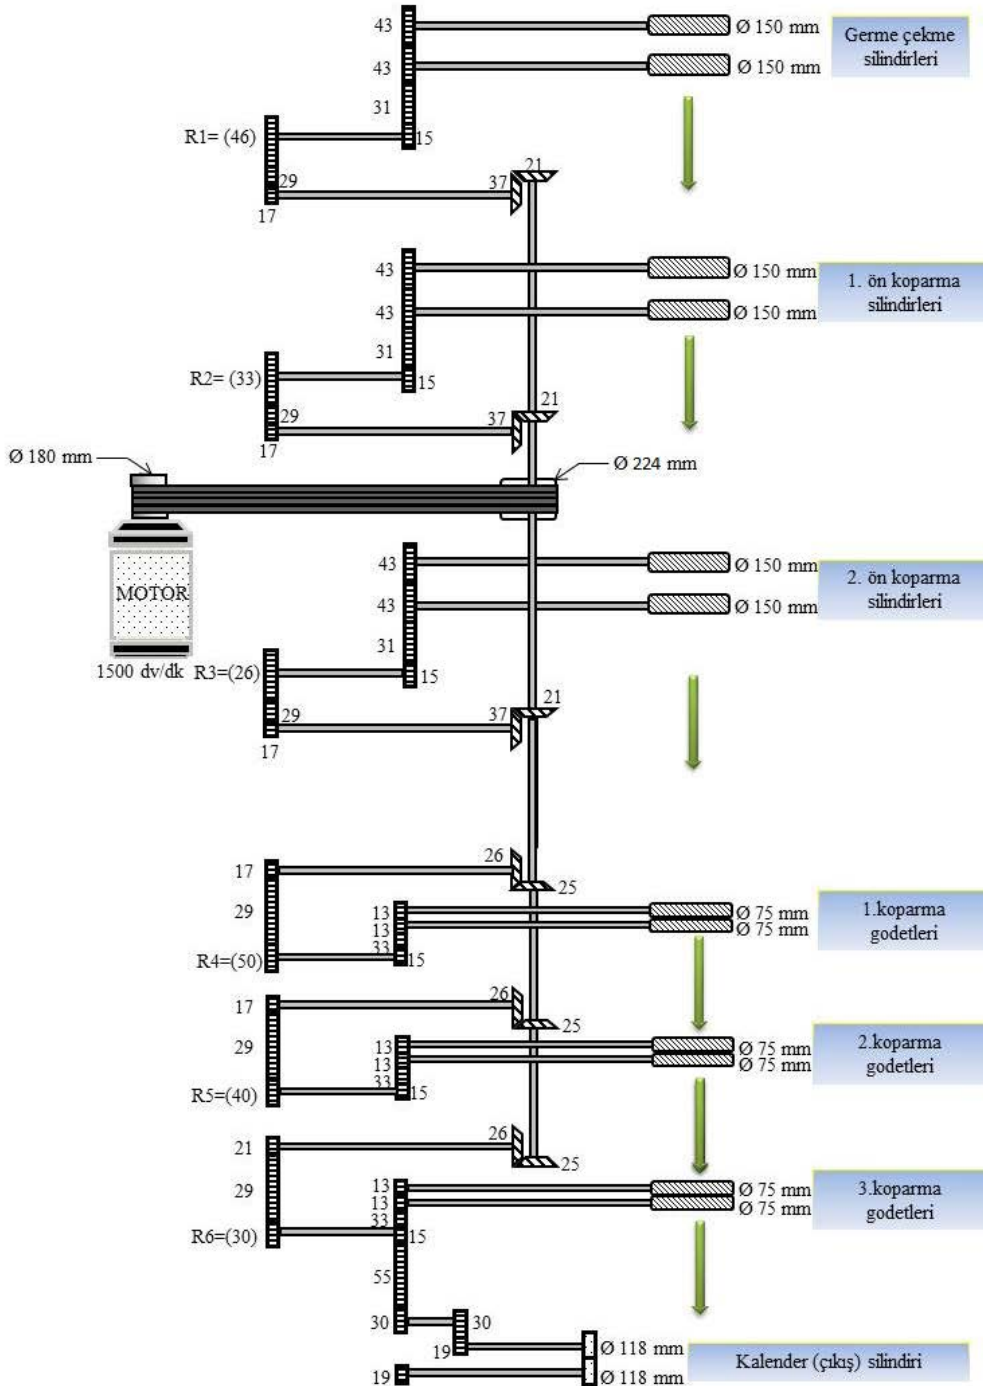 43
Ø 150 mm
Germe çekme
silindirleri
43
Ø 150 mm
31
R1= (46)
15
29
37
21
17
43
Ø 150 mm
1. ön koparma
silindirleri
43
Ø 150 mm
31
R2= (33)
15
29
37
21
17
Ø 180 mm
Ø 224 mm
43
Ø 150 mm
2. ön koparma
silindirleri
43
Ø 150 mm
MOTOR
31
1500 dv/dk
R3=(26)
15
29
37
21
17
17
26
25
29
13
Ø 75 mm
1.koparma
godetleri
13
Ø 75 mm
33
R4=(50)
15
17
26
25
29
13
Ø 75 mm
2.koparma
godetleri
13
Ø 75 mm
33
R5=(40)
15
21
26
25
29
13
Ø 75 mm
3.koparma
godetleri
13
Ø 75 mm
33
R6=(30)
15
55
30
30
19
Ø 118 mm
Kalender (çıkış) silindiri
19
Ø 118 mm